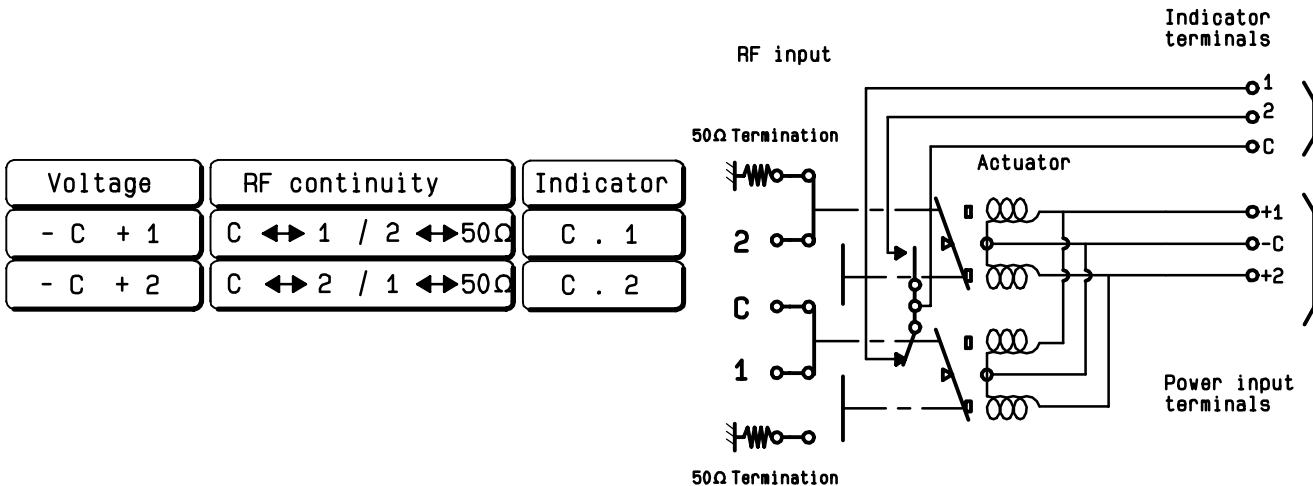 Voltage RF continuity Indicator
- C + 1 C ↔ 1 / 2 ↔ 50Ω C . 1
- C + 2 C ↔ 2 / 1 ↔ 50Ω C . 2
RF input
Indicator
terminals
1
2
C
50Ω Termination
Actuator
2
C
1
+1
-C
+2
Power input
terminals
50Ω Termination